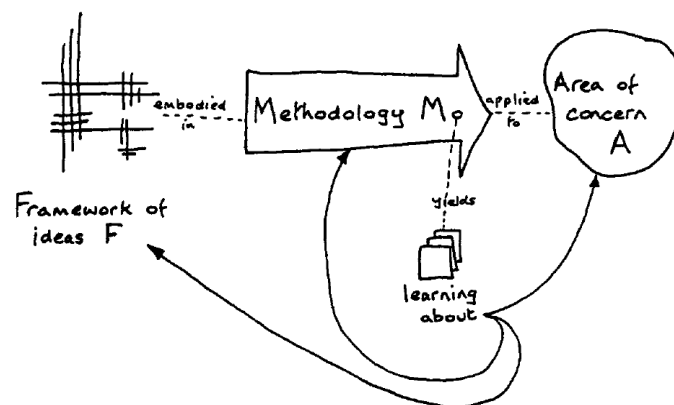 Framework of
ideas F
embodied
in
Methodology M
applied
to
Area of
concern
A
yields
learning
about